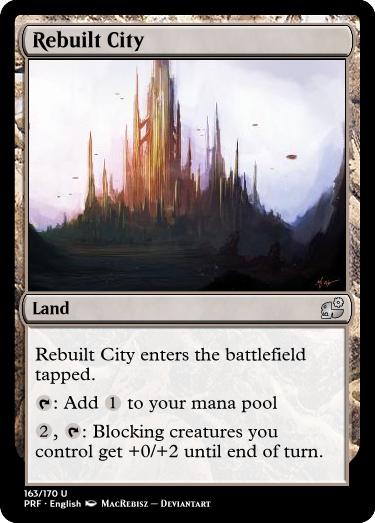 Rebuilt City
Land
Rebuilt City enters the battlefield
tapped.
: Add 1 to your mana pool
2, : Blocking creatures you
control get +0/+2 until end of turn.
163/170 U
PRF • English MacRebisz — Deviantart